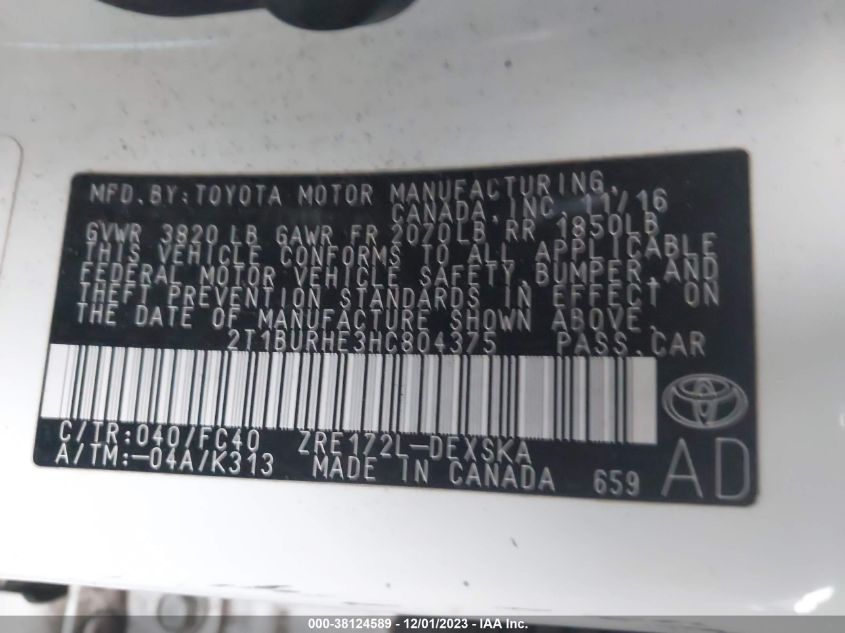 MFD. BY: TOYOTA MOTOR MANUFACTURING,
CANADA, INC. 11/16
GVWR 3820 LB GAWR FR 2070LB RR 1850LB
THIS VEHICLE CONFORMS TO ALL APPLICABLE
FEDERAL MOTOR VEHICLE SAFETY, BUMPER, AND
THEFT PREVENTION STANDARDS IN EFFECT ON
THE DATE OF MANUFACTURE SHOWN ABOVE.
2T1BURHE3HC804375 PASS. CAR
C/TR: 040/FC40 ZRE172L-DEXSKA
A/TM:-04A/K313 MADE IN CANADA 659 AD
000-38124589 - 12/01/2023 - IAA Inc.